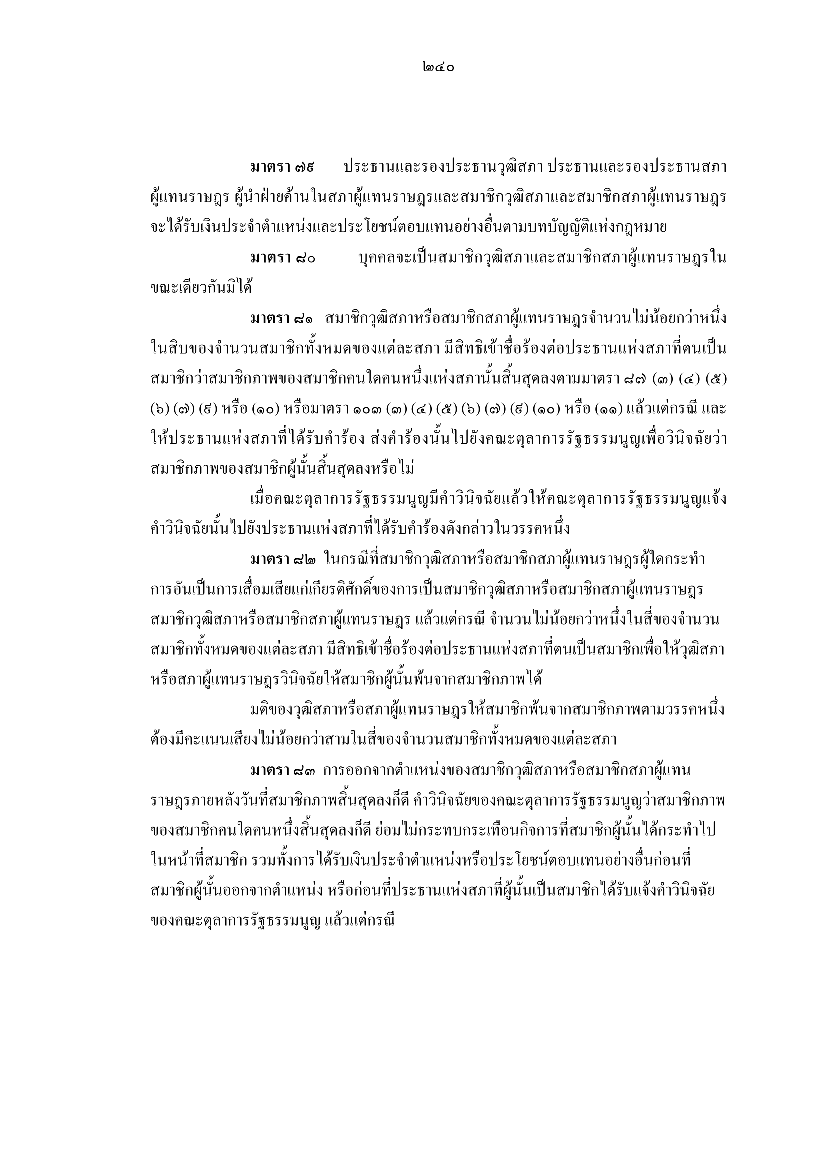 ๒๔๐
มาตรา ๗๙ ประธานและรองประธานวุฒิสภา ประธานและรองประธานสภา
ผู้แทนราษฎร ผู้นำฝ่ายค้านในสภาผู้แทนราษฎรและสมาชิกวุฒิสภาและสมาชิกสภาผู้แทนราษฎร
จะได้รับเงินประจำตำแหน่งและประโยชน์ตอบแทนอย่างอื่นตามบทบัญญัติแห่งกฎหมาย
มาตรา ๘๐ บุคคลจะเป็นสมาชิกวุฒิสภาและสมาชิกสภาผู้แทนราษฎรใน
ขณะเดียวกันมิได้
มาตรา ๘๑ สมาชิกวุฒิสภาหรือสมาชิกสภาผู้แทนราษฎรจำนวนไม่น้อยกว่าหนึ่ง
ในสิบของจำนวนสมาชิกทั้งหมดของแต่ละสภา มีสิทธิเข้าชื่อร้องต่อประธานแห่งสภาที่ตนเป็น
สมาชิกว่าสมาชิกภาพของสมาชิกคนใดคนหนึ่งแห่งสภานั้นสิ้นสุดลงตามมาตรา ๘๗ (๓) (๔) (๕)
(๖) (๗) (๙) หรือ (๑๐) หรือมาตรา ๑๐๓ (๓) (๔) (๕) (๖) (๗) (๙) (๑๐) หรือ (๑๑) แล้วแต่กรณี และ
ให้ประธานแห่งสภาที่ได้รับคำร้อง ส่งคำร้องนั้นไปยังคณะตุลาการรัฐธรรมนูญเพื่อวินิจฉัยว่า
สมาชิกภาพของสมาชิกผู้นั้นสิ้นสุดลงหรือไม่
เมื่อคณะตุลาการรัฐธรรมนูญมีคำวินิจฉัยแล้วให้คณะตุลาการรัฐธรรมนูญแจ้ง
คำวินิจฉัยนั้นไปยังประธานแห่งสภาที่ได้รับคำร้องดังกล่าวในวรรคหนึ่ง
มาตรา ๘๒ ในกรณีที่สมาชิกวุฒิสภาหรือสมาชิกสภาผู้แทนราษฎรผู้ใดกระทำ
การอันเป็นการเสื่อมเสียแก่เกียรติศักดิ์ของการเป็นสมาชิกวุฒิสภาหรือสมาชิกสภาผู้แทนราษฎร
สมาชิกวุฒิสภาหรือสมาชิกสภาผู้แทนราษฎร แล้วแต่กรณี จำนวนไม่น้อยกว่าหนึ่งในสี่ของจำนวน
สมาชิกทั้งหมดของแต่ละสภา มีสิทธิเข้าชื่อร้องต่อประธานแห่งสภาที่ตนเป็นสมาชิกเพื่อให้วุฒิสภา
หรือสภาผู้แทนราษฎรวินิจฉัยให้สมาชิกผู้นั้นพ้นจากสมาชิกภาพได้
มติของวุฒิสภาหรือสภาผู้แทนราษฎรให้สมาชิกพ้นจากสมาชิกภาพตามวรรคหนึ่ง
ต้องมีคะแนนเสียงไม่น้อยกว่าสามในสี่ของจำนวนสมาชิกทั้งหมดของแต่ละสภา
มาตรา ๘๓ การออกจากตำแหน่งของสมาชิกวุฒิสภาหรือสมาชิกสภาผู้แทน
ราษฎรภายหลังวันที่สมาชิกภาพสิ้นสุดลงก็ดี คำวินิจฉัยของคณะตุลาการรัฐธรรมนูญว่าสมาชิกภาพ
ของสมาชิกคนใดคนหนึ่งสิ้นสุดลงก็ดี ย่อมไม่กระทบกระเทือนกิจการที่สมาชิกผู้นั้นได้กระทำไป
ในหน้าที่สมาชิก รวมทั้งการได้รับเงินประจำตำแหน่งหรือประโยชน์ตอบแทนอย่างอื่นก่อนที่
สมาชิกผู้นั้นออกจากตำแหน่ง หรือก่อนที่ประธานแห่งสภาที่ผู้นั้นเป็นสมาชิกได้รับแจ้งคำวินิจฉัย
ของคณะตุลาการรัฐธรรมนูญ แล้วแต่กรณี